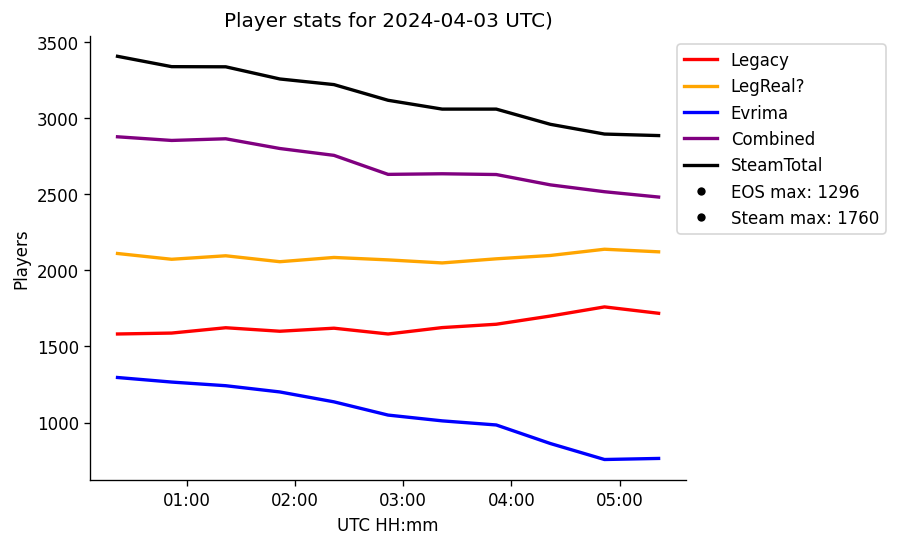 Player stats for 2024-04-03 UTC)
3500
3000
2500
2000
1500
1000
Players
01:00 02:00 03:00 04:00 05:00
UTC HH:mm
Legacy
LegReal?
Evrima
Combined
SteamTotal
EOS max: 1296
Steam max: 1760